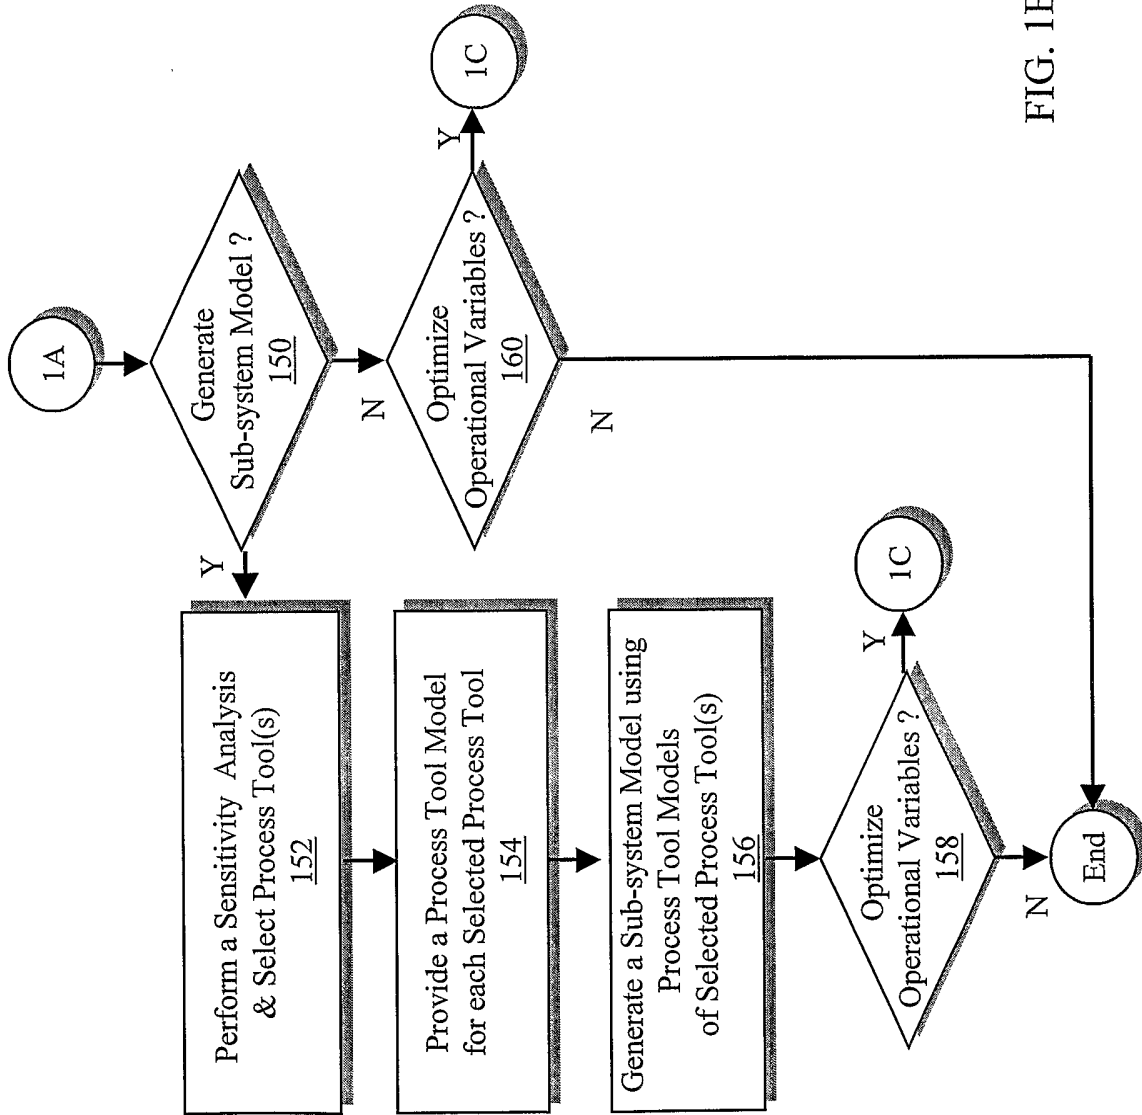 1A
Generate
Sub-system Model ?
150
Y
N
Perform a Sensitivity Analysis
& Select Process Tool(s)
152
Optimize
Operational Variables ?
160
Y
1C
N
Provide a Process Tool Model
for each Selected Process Tool
154
Generate a Sub-system Model using
Process Tool Models
of Selected Process Tool(s)
156
Optimize
Operational Variables ?
158
Y
1C
N
End
FIG.